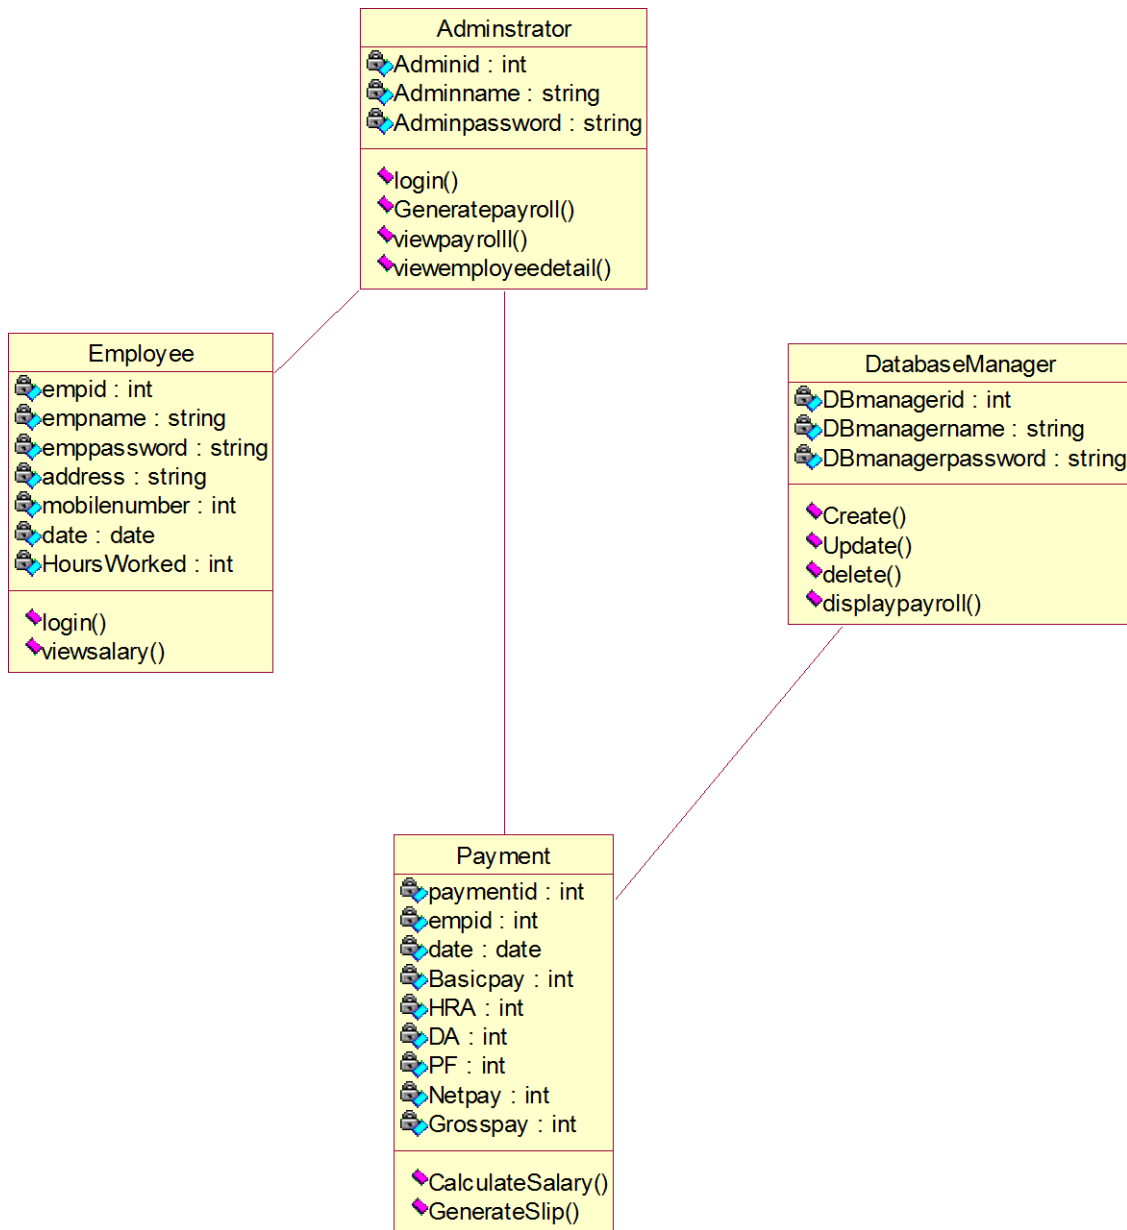 Adminstrator
Adminid : int
Adminname : string
Adminpassword : string
login()
Generatepayroll()
viewpayrolll()
viewemployeedetail()
Employee
empid : int
empname : string
emppassword : string
address : string
mobilenumber : int
date : date
HoursWorked : int
login()
viewsalary()
DatabaseManager
DBmanagerid : int
DBmanagername : string
DBmanagerpassword : string
Create()
Update()
delete()
displaypayroll()
Payment
paymentid : int
empid : int
date : date
Basicpay : int
HRA : int
DA : int
PF : int
Netpay : int
Grosspay : int
CalculateSalary()
GenerateSlip()